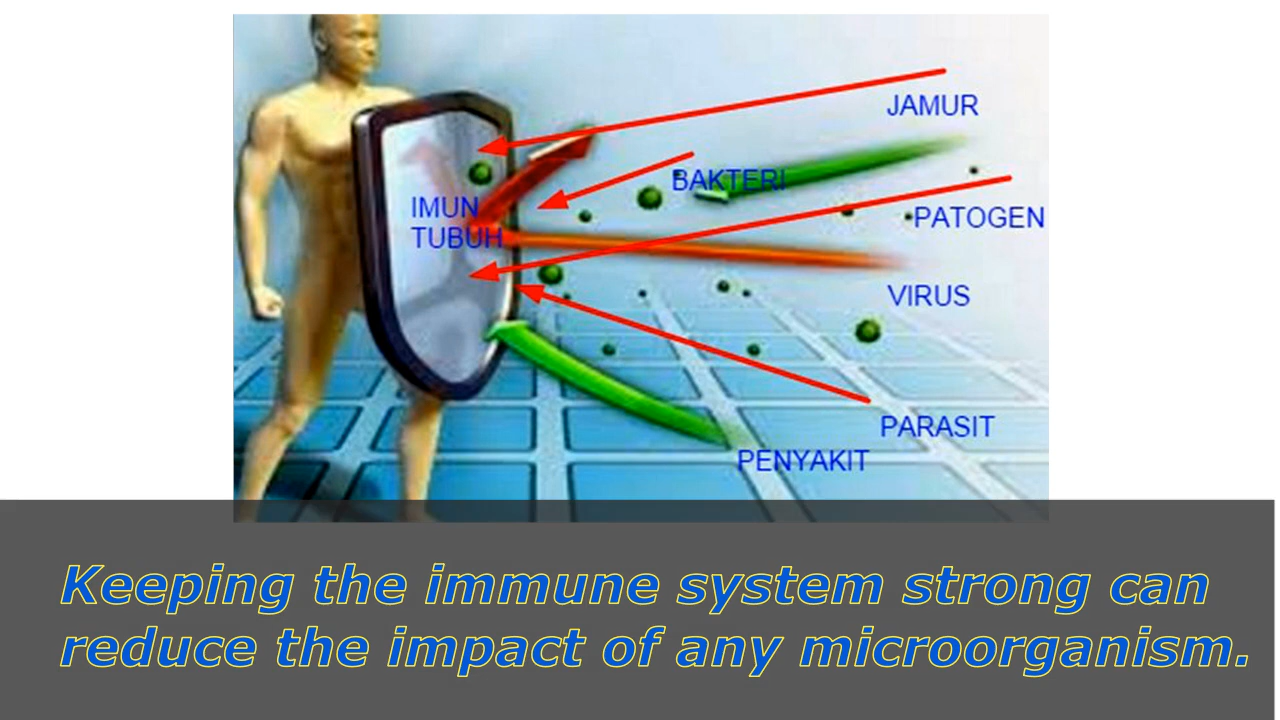 JAMUR
BAKTERI
IMUN
TUBUH
PATOGEN
VIRUS
PARASIT
PENYAKIT
Keeping the immune system strong can
reduce the impact of any microorganism.